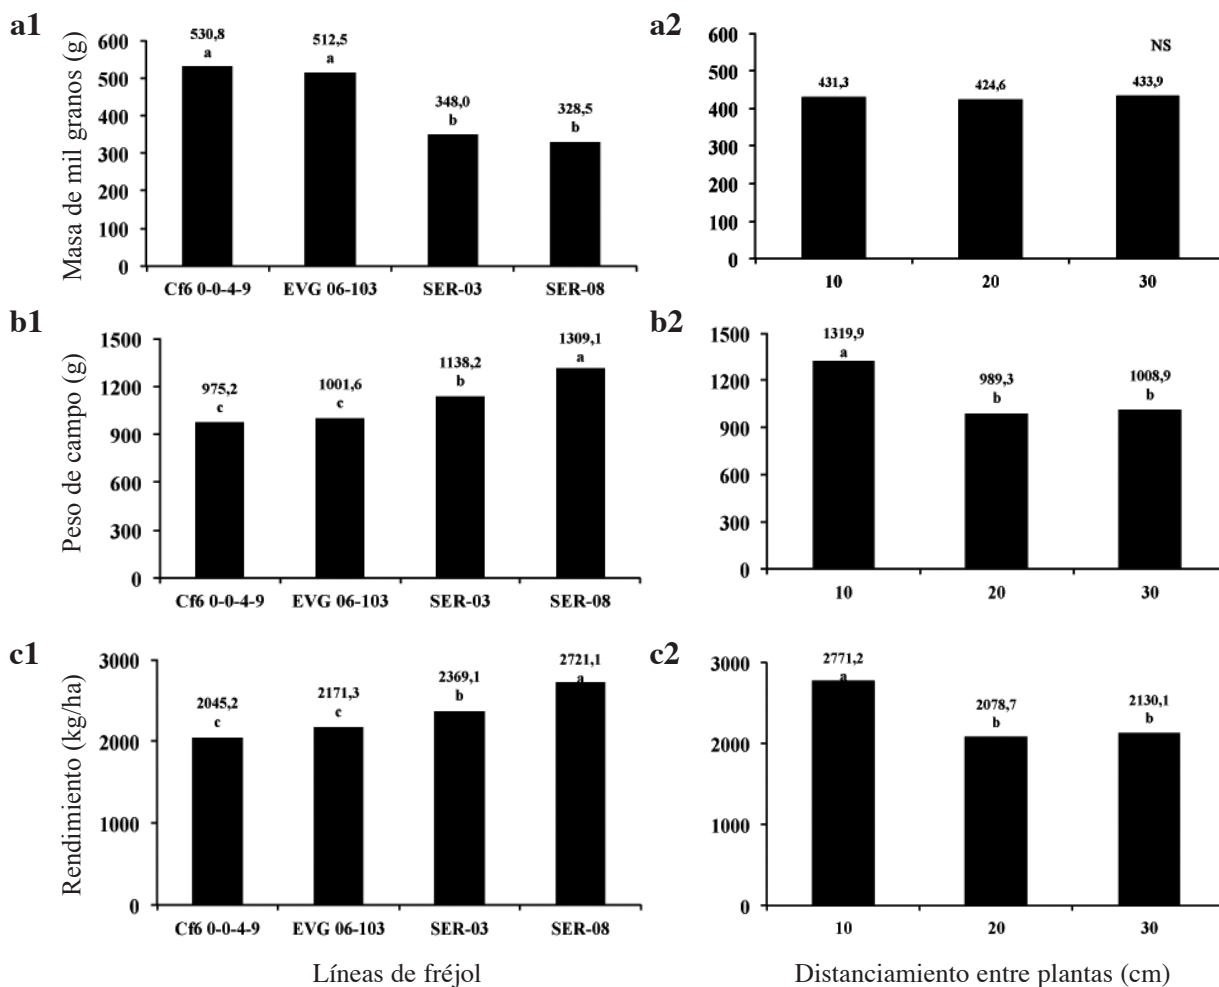 a1
Masa de mil granos (g)
600
500
400
300
200
100
0
530,8
a
512,5
a
348,0
b
328,5
b
Cf6 0-0-4-9 EVG 06-103 SER-03 SER-08
a2
600
500
400
300
200
100
0
NS
431,3 424,6 433,9
10 20 30
b1
Peso de campo (g)
1500
1200
900
600
300
0
975,2
c
1001,6
c
1138,2
b
1309,1
a
Cf6 0-0-4-9 EVG 06-103 SER-03 SER-08
b2
1500
1200
900
600
300
0
1319,9
a
989,3
b
1008,9
b
10 20 30
c1
Rendimiento (kg/ha)
3000
2000
1000
0
2045,2
c
2171,3
c
2369,1
b
2721,1
a
Cf6 0-0-4-9 EVG 06-103 SER-03 SER-08
Líneas de fréjol
c2
3000
2000
1000
0
2771,2
a
2078,7
b
2130,1
b
10 20 30
Distanciamiento entre plantas (cm)